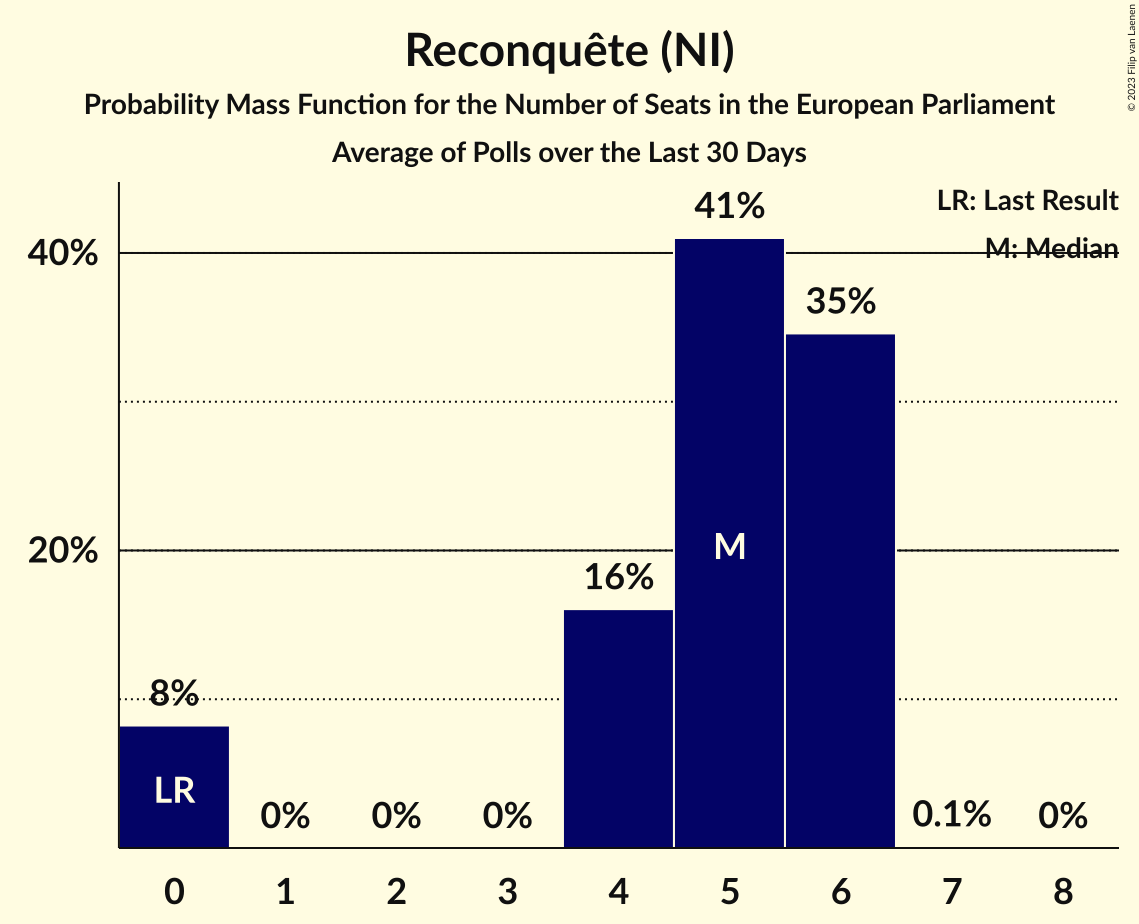 Reconquête (NI)
Probability Mass Function for the Number of Seats in the European Parliament
Average of Polls over the Last 30 Days
© 2023 Filip van Laenen
LR: Last Result
M: Median
41%
40%
35%
M
20%
16%
8%
LR
0%
0%
0%
0.1%
0%
0 1 2 3 4 5 6 7 8